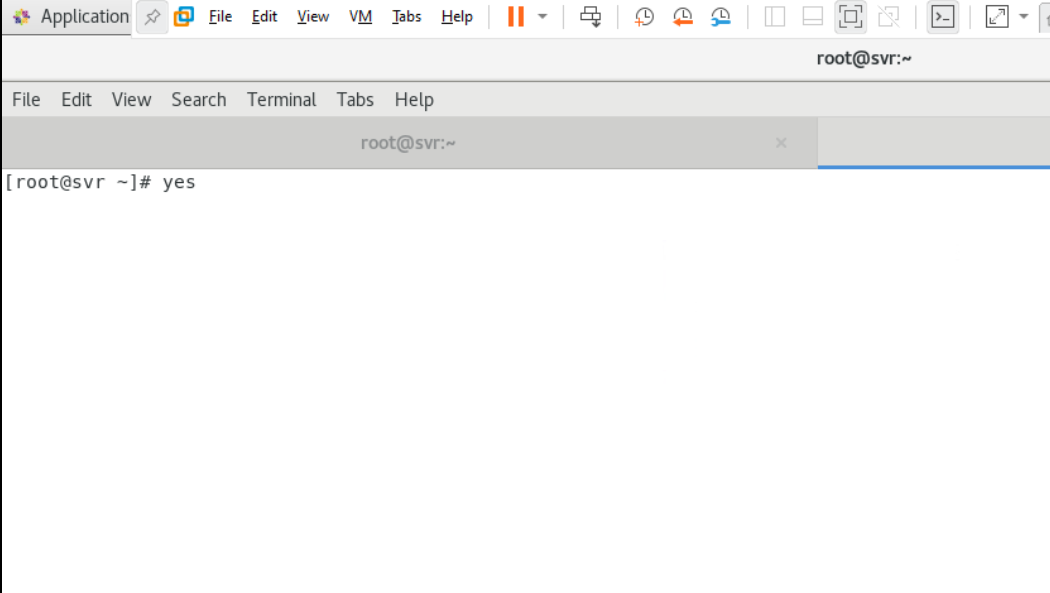 Application File Edit View VM Tabs Help
root@svr:~
File Edit View Search Terminal Tabs Help
root@svr:~ ×
[root@svr ~]# yes